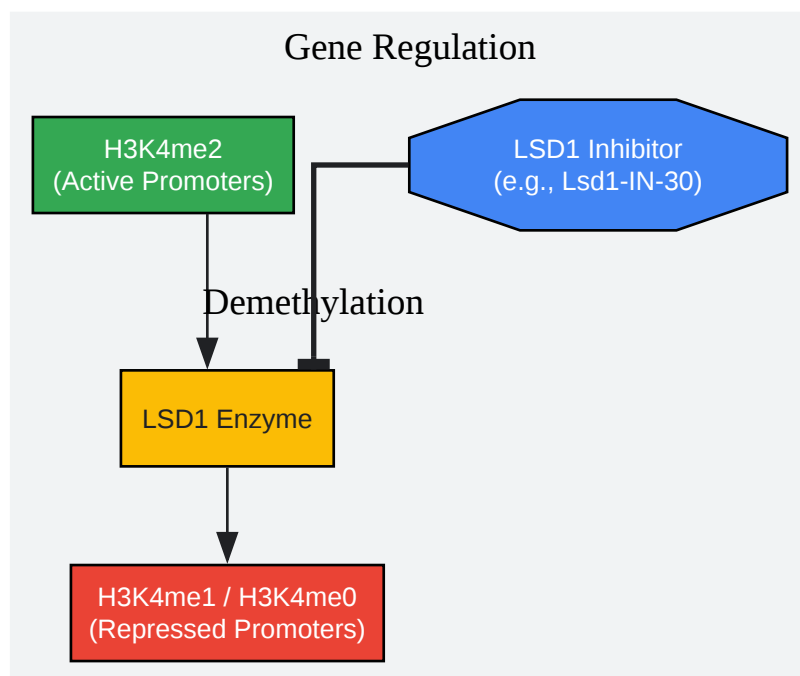 Gene Regulation
H3K4me2
(Active Promoters)
LSD1 Inhibitor
(e.g., Lsd1-IN-30)
Demethylation
LSD1 Enzyme
H3K4me1 / H3K4me0
(Repressed Promoters)